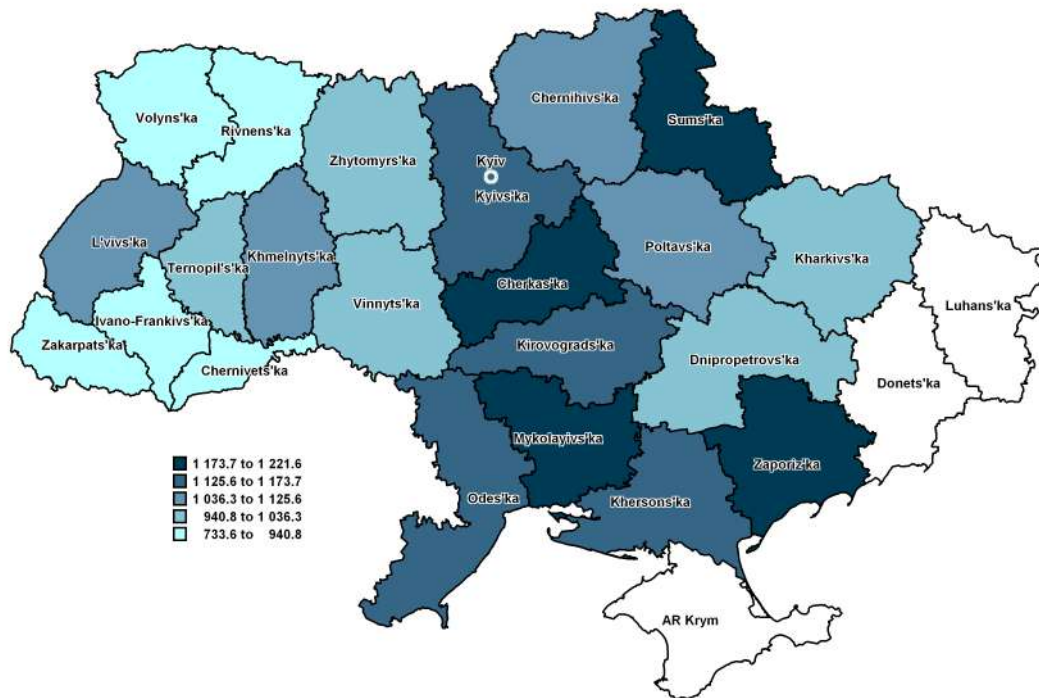 Volyns'ka
Rivnens'ka
Zhytomyrs'ka
Kyiv
Kyivs'ka
Chernihivs'ka
Sums'ka
L'vivs'ka
Ternopil's'ka
Khmelnyts'ka
Vinnyts'ka
Cherkas'ka
Poltavs'ka
Kharkivs'ka
Luhans'ka
Zakarpats'ka
Ivano-Frankivs'ka
Chernivets'ka
Kirovograds'ka
Dnipropetrovs'ka
Donets'ka
Odes'ka
Mykolayivs'ka
Khersons'ka
Zaporiz'ka
AR Krym
1 173.7 to 1 221.6
1 125.6 to 1 173.7
1 036.3 to 1 125.6
940.8 to 1 036.3
733.6 to 940.8